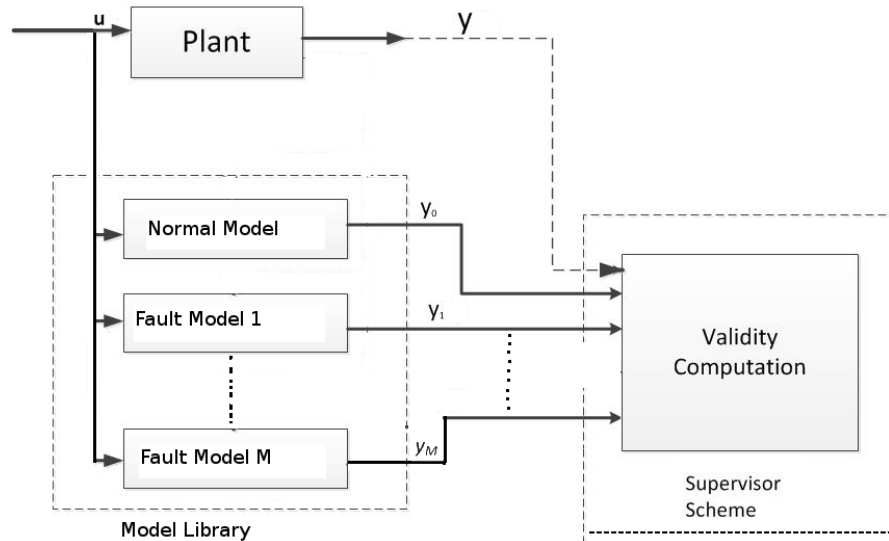 u
Plant
y
Normal Model
y₀
Fault Model 1
y₁
Validity
Computation
Fault Model M
y_M
Supervisor
Scheme
Model Library